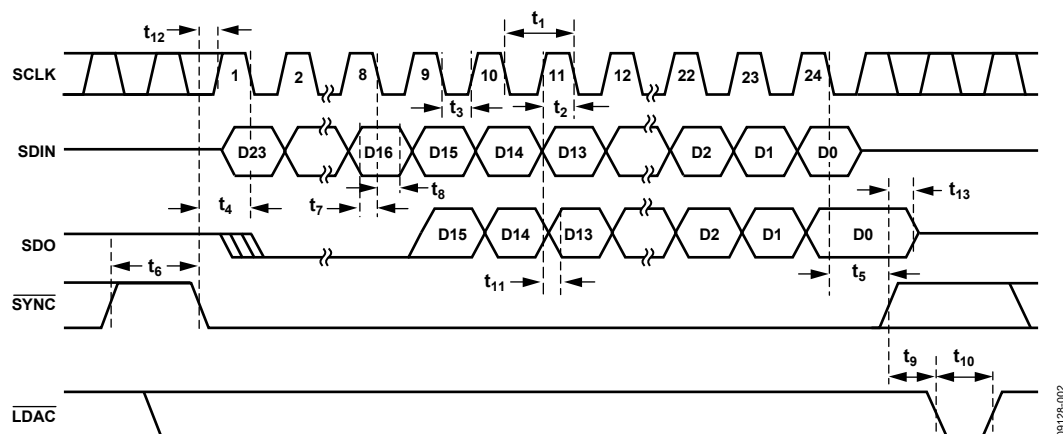 t12
t1
SCLK
1 2 8 9 10 11 12 22 23 24
t3
t2
SDIN
D23 D16 D15 D14 D13 D2 D1 D0
t8
t7
t4
t13
SDO
D15 D14 D13 D2 D1 D0
t6
t11
t5
SYNC
t9
t10
LDAC
09128-002